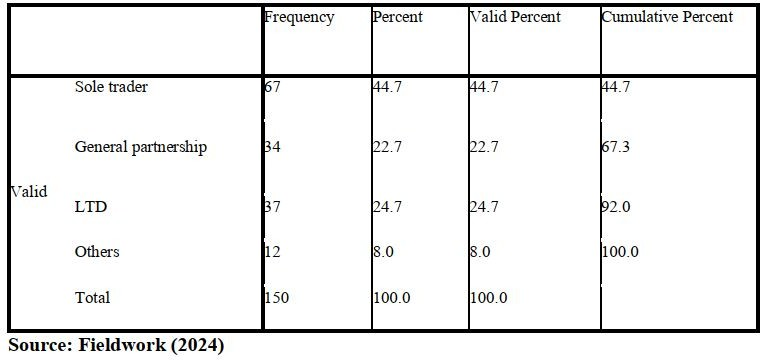 Frequency Percent Valid Percent Cumulative Percent
Sole trader 67 44.7 44.7 44.7
General partnership 34 22.7 22.7 67.3
Valid
LTD 37 24.7 24.7 92.0
Others 12 8.0 8.0 100.0
Total 150 100.0 100.0
Source: Fieldwork (2024)